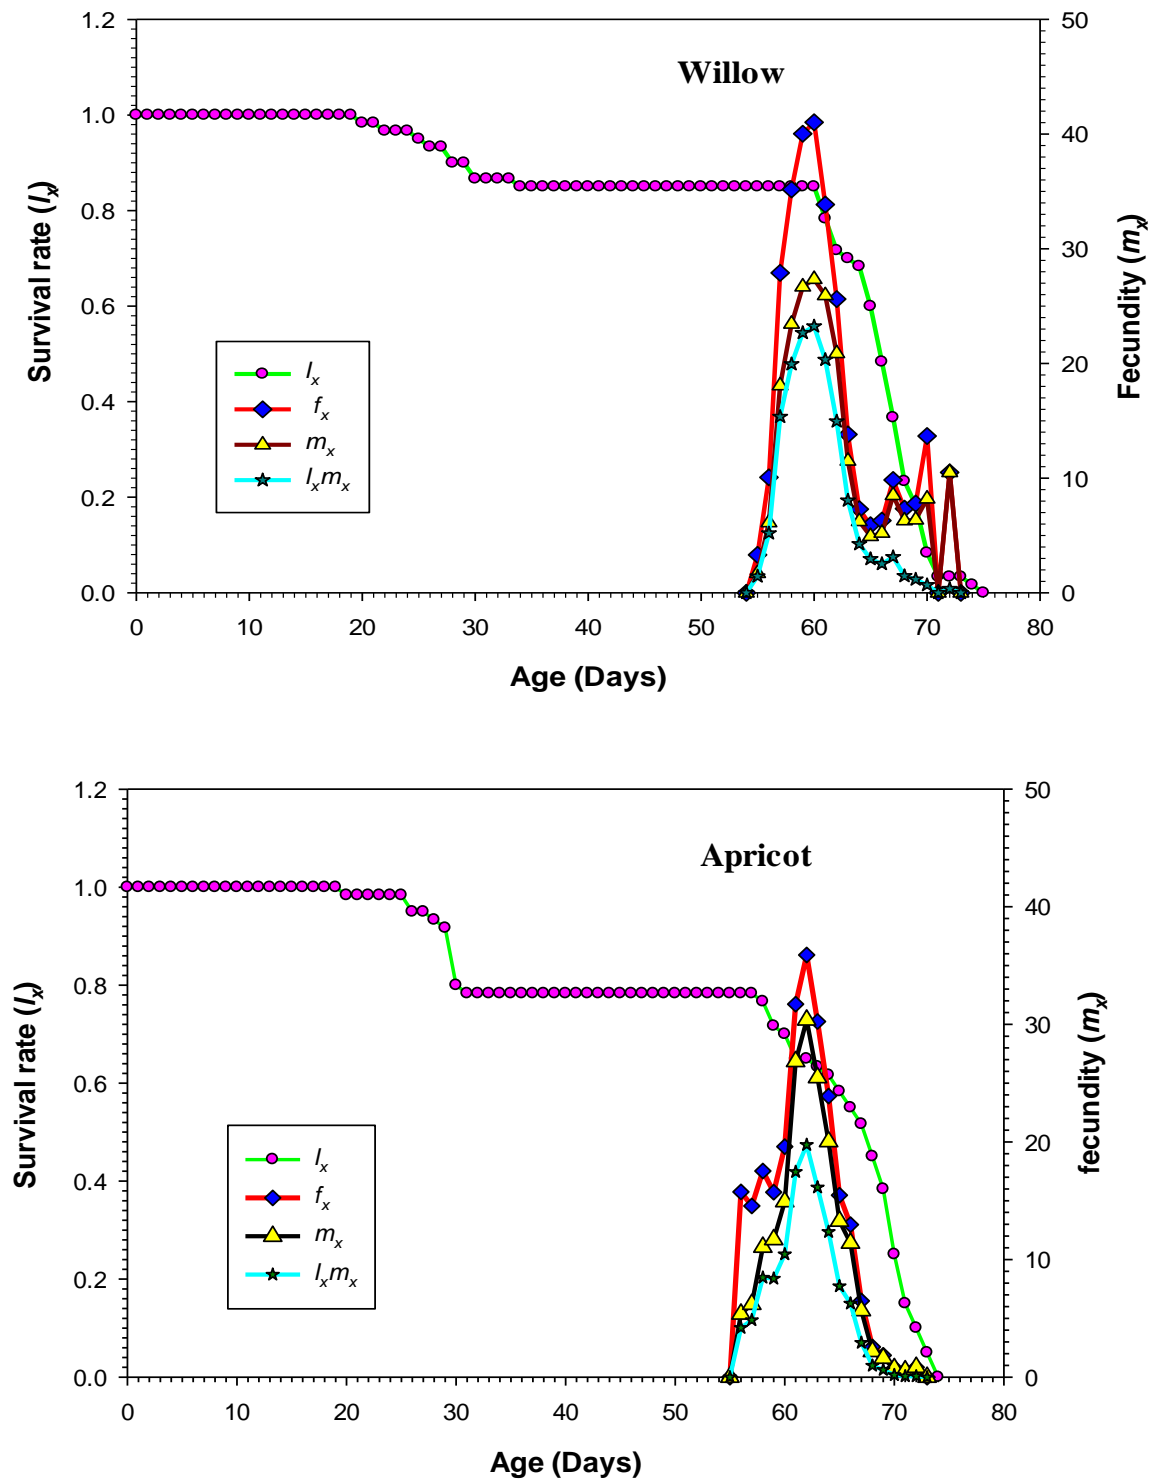 Willow
1.2
1.0
0.8
0.6
0.4
0.2
0.0
Survival rate (lₓ)
50
40
30
20
10
0
Fecundity (mₓ)
lₓ
fₓ
mₓ
lₓmₓ
0 10 20 30 40 50 60 70 80
Age (Days)
Apricot
1.2
1.0
0.8
0.6
0.4
0.2
0.0
Survival rate (lₓ)
50
40
30
20
10
0
fecundity (mₓ)
lₓ
fₓ
mₓ
lₓmₓ
0 10 20 30 40 50 60 70 80
Age (Days)